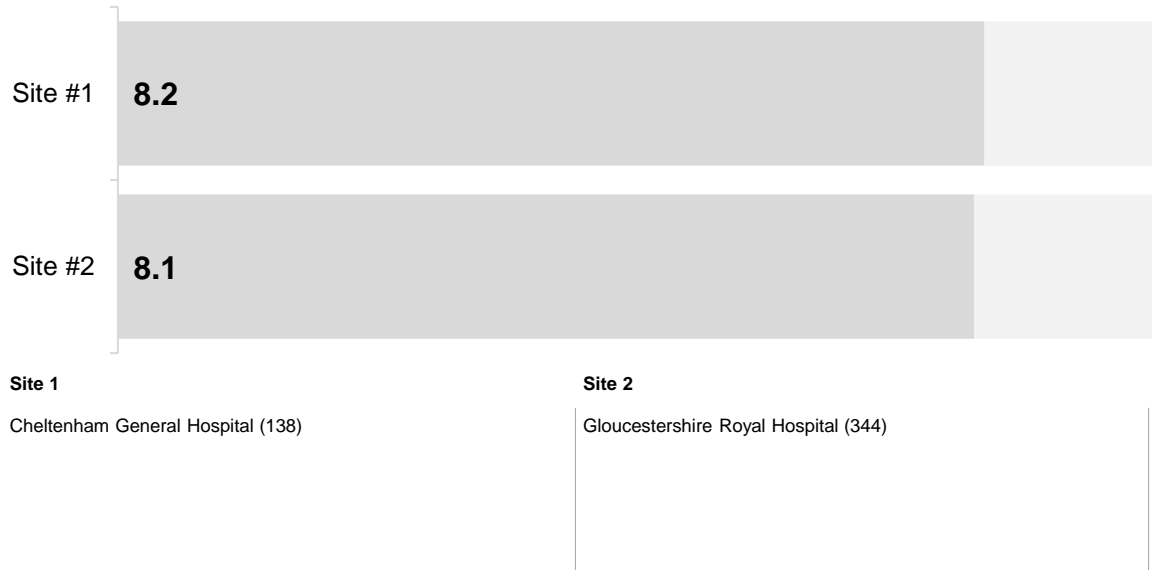 Site #1 8.2
Site #2 8.1
Site 1
Cheltenham General Hospital (138)
Site 2
Gloucestershire Royal Hospital (344)